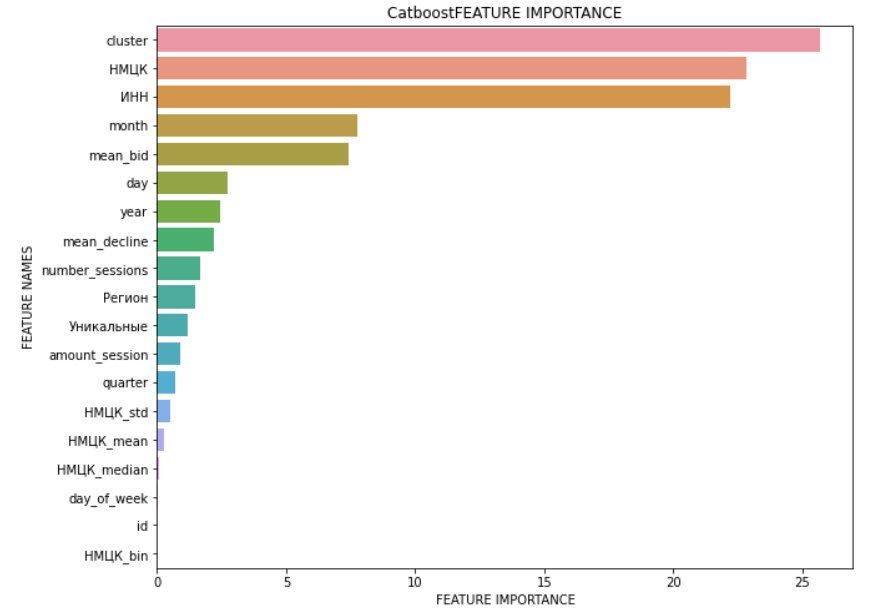 CatboostFEATURE IMPORTANCE
FEATURE NAMES
cluster
НМЦК
ИНН
month
mean_bid
day
year
mean_decline
number_sessions
Регион
Уникальные
amount_session
quarter
НМЦК_std
НМЦК_mean
НМЦК_median
day_of_week
id
НМЦК_bin
0 5 10 15 20 25
FEATURE IMPORTANCE